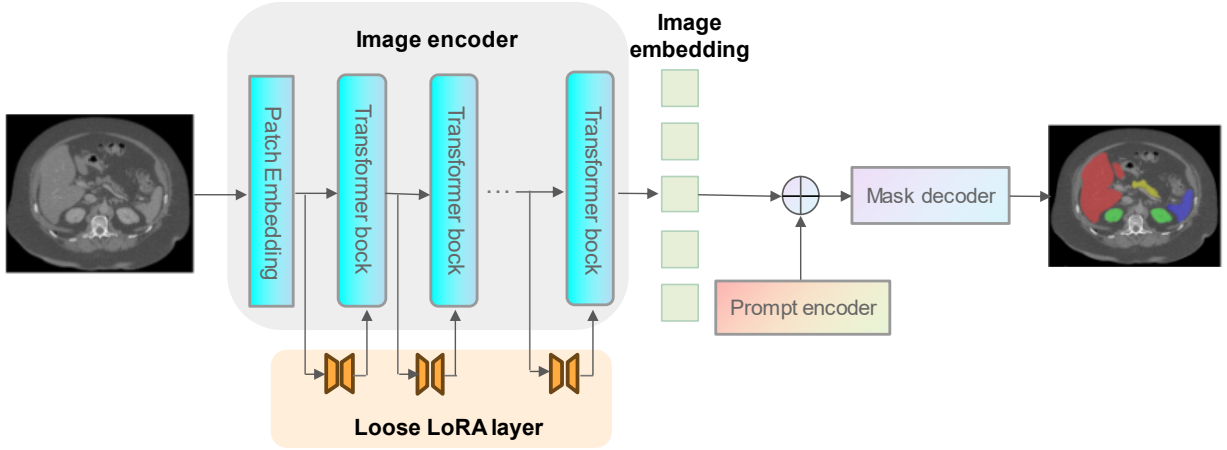 Image encoder
Image
embedding
Patch Embedding
Transformer bock
Transformer bock
...
Transformer bock
Mask decoder
Prompt encoder
Loose LoRA layer